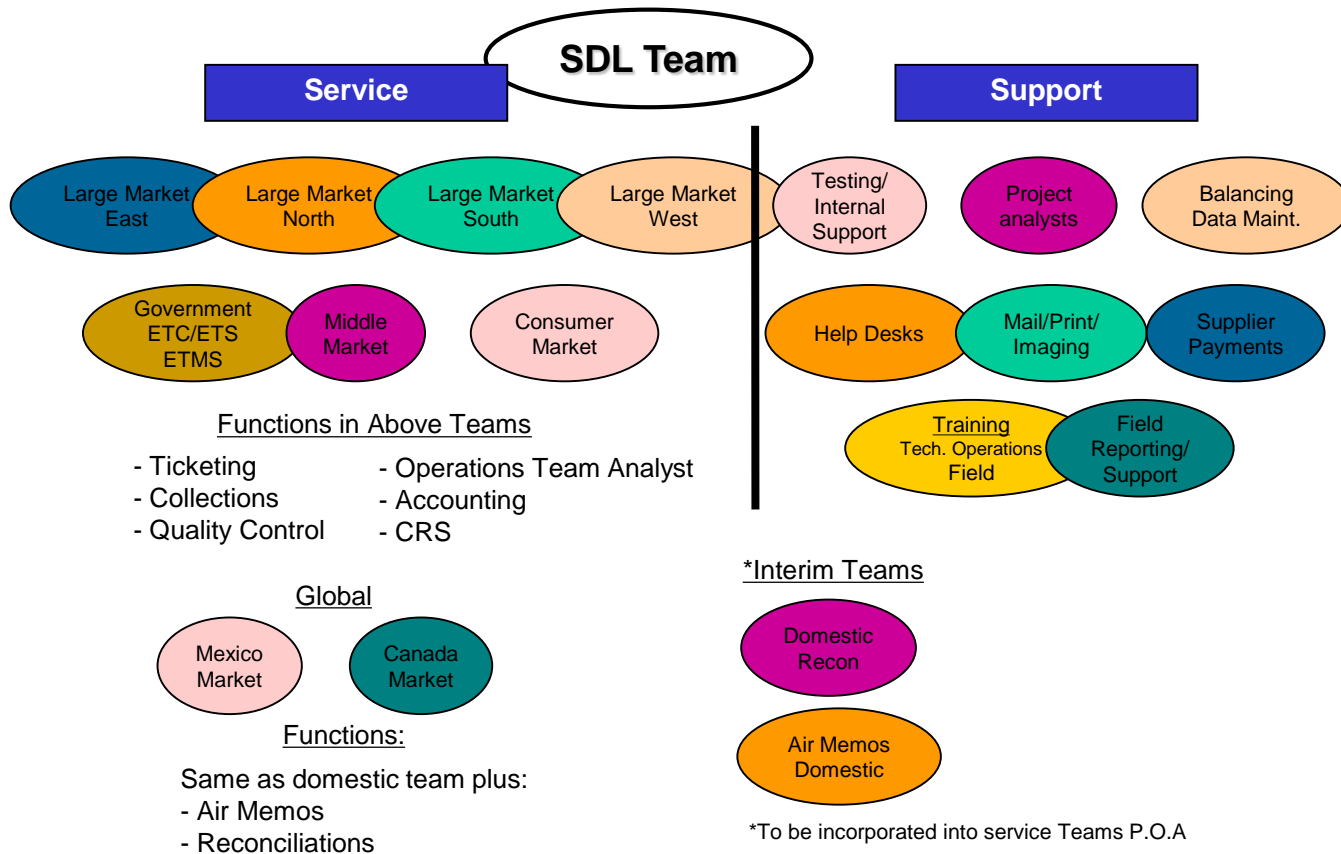 SDL Team
Service
Support
Large Market
East
Large Market
North
Large Market
South
Large Market
West
Testing/
Internal
Support
Project
analysts
Balancing
Data Maint.
Government
ETC/ETS
ETMS
Middle
Market
Consumer
Market
Help Desks
Mail/Print/
Imaging
Supplier
Payments
Training
Tech. Operations
Field
Field
Reporting/
Support
Functions in Above Teams
- Ticketing
- Collections
- Quality Control
- Operations Team Analyst
- Accounting
- CRS
Global
Mexico
Market
Canada
Market
Functions:
Same as domestic team plus:
- Air Memos
- Reconciliations
*Interim Teams
Domestic
Recon
Air Memos
Domestic
*To be incorporated into service Teams P.O.A